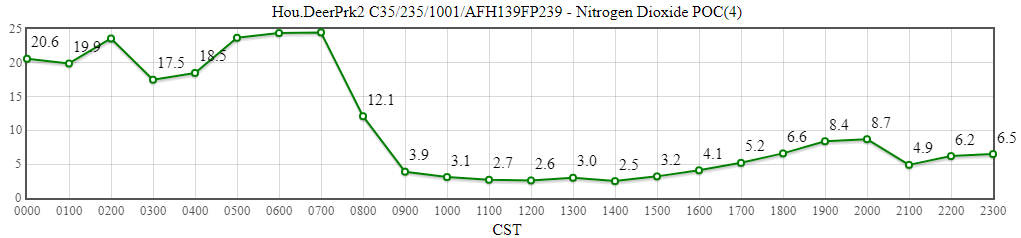 Hou.DeerPrk2 C35/235/1001/AFH139FP239 - Nitrogen Dioxide POC(4)
25
20
15
10
5
0
20.6 19.9 17.5 18.5 12.1 3.9 3.1 2.7 2.6 3.0 2.5 3.2 4.1 5.2 6.6 8.4 8.7 4.9 6.2 6.5
0000 0100 0200 0300 0400 0500 0600 0700 0800 0900 1000 1100 1200 1300 1400 1500 1600 1700 1800 1900 2000 2100 2200 2300
CST